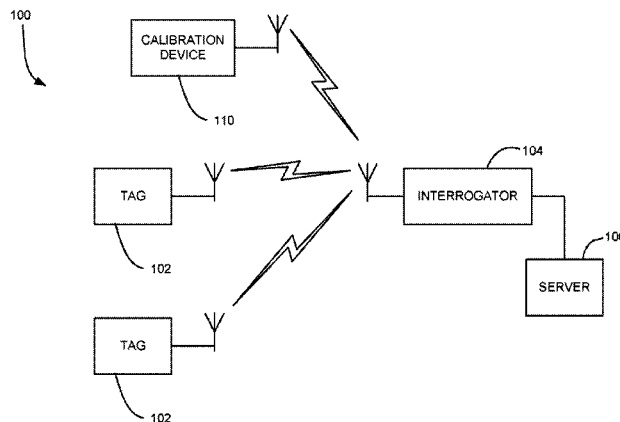 100
CALIBRATION
DEVICE
110
104
TAG
INTERROGATOR
102
SERVER
TAG
102